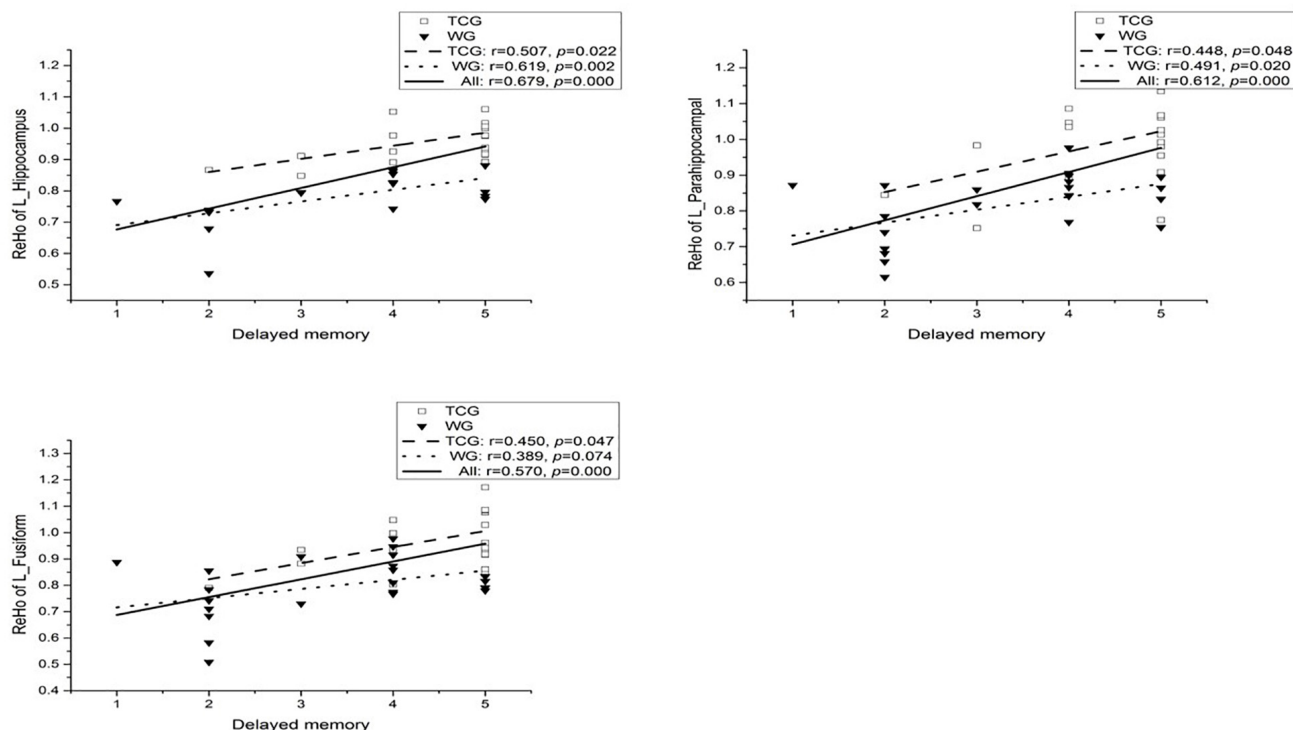 TCG
WG
TCG: r=0.507, p=0.022
WG: r=0.619, p=0.002
All: r=0.679, p=0.000
1.2
1.1
1.0
0.9
0.8
0.7
0.6
0.5
ReHo of L_Hippocampus
1 2 3 4 5
Delayed memory
TCG
WG
TCG: r=0.448, p=0.048
WG: r=0.491, p=0.020
All: r=0.612, p=0.000
1.2
1.1
1.0
0.9
0.8
0.7
0.6
ReHo of L_Parahippocampal
1 2 3 4 5
Delayed memory
TCG
WG
TCG: r=0.450, p=0.047
WG: r=0.389, p=0.074
All: r=0.570, p=0.000
1.3
1.2
1.1
1.0
0.9
0.8
0.7
0.6
0.5
0.4
ReHo of L_Fusiform
1 2 3 4 5
Delayed memory